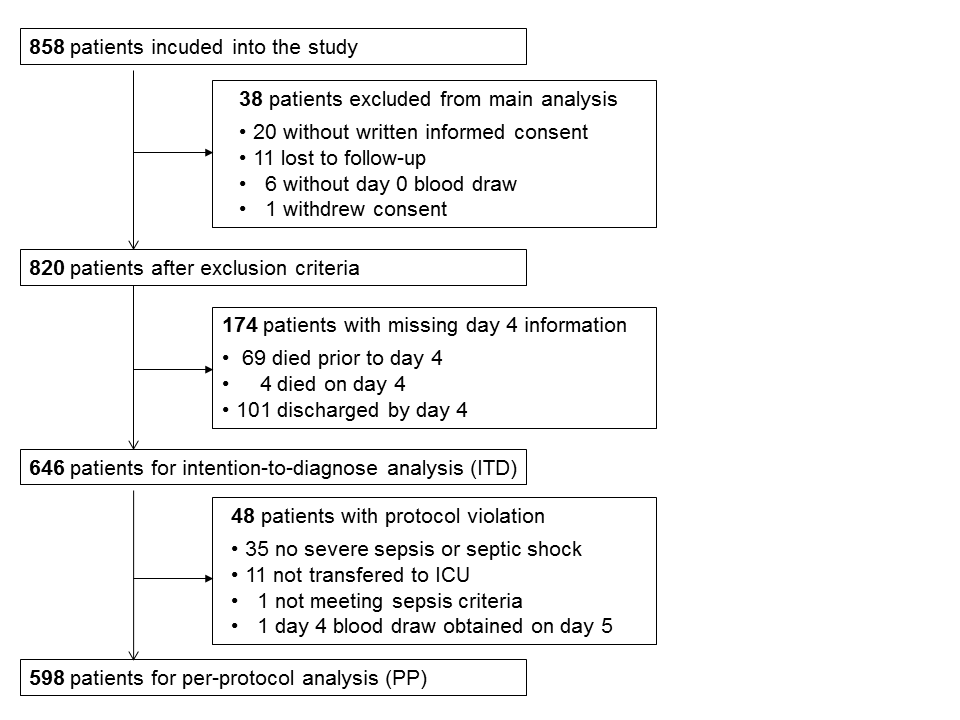 858 patients incuded into the study
38 patients excluded from main analysis
• 20 without written informed consent
• 11 lost to follow-up
• 6 without day 0 blood draw
• 1 withdrew consent
820 patients after exclusion criteria
174 patients with missing day 4 information
• 69 died prior to day 4
• 4 died on day 4
• 101 discharged by day 4
646 patients for intention-to-diagnose analysis (ITD)
48 patients with protocol violation
• 35 no severe sepsis or septic shock
• 11 not transfered to ICU
• 1 not meeting sepsis criteria
• 1 day 4 blood draw obtained on day 5
598 patients for per-protocol analysis (PP)